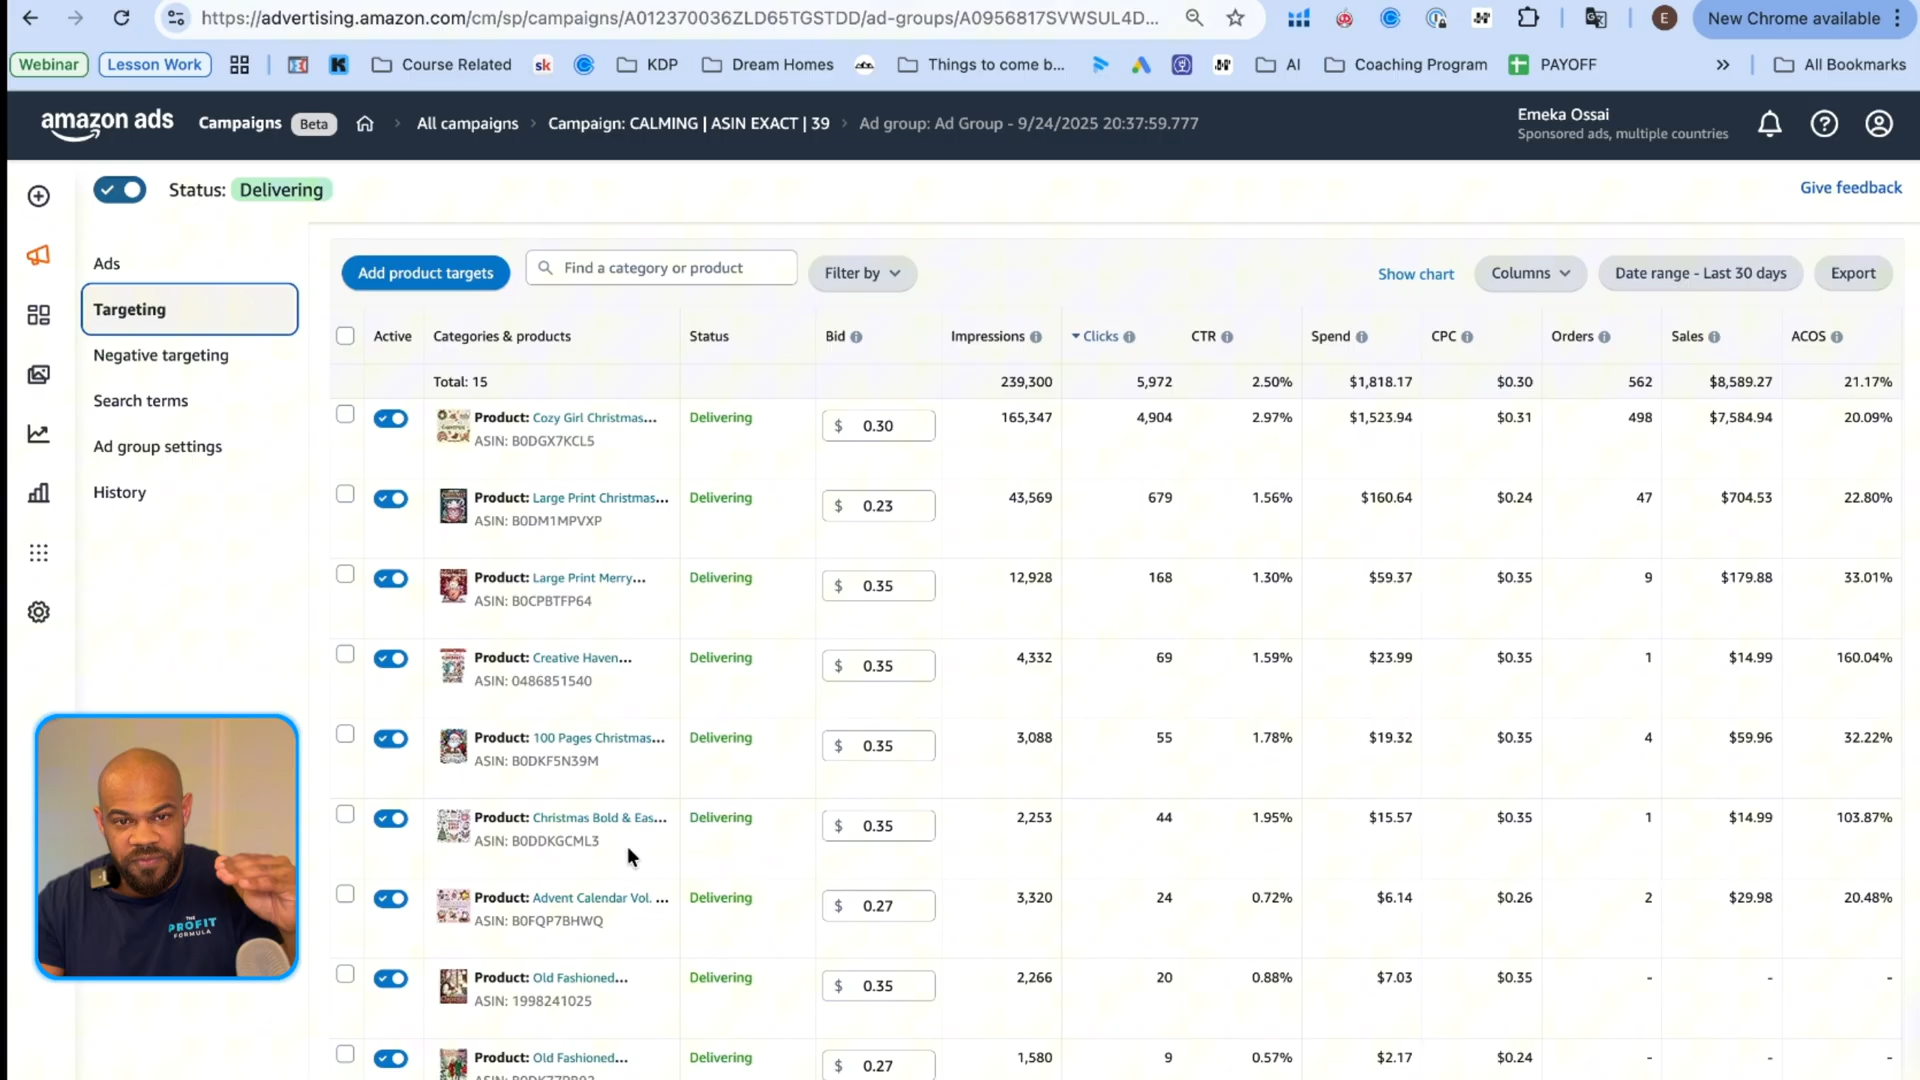 https://advertising.amazon.com/cm/sp/campaigns/A012370036ZLD65TGSTDD/ad-groups/A0956817SVWSUL4D...
E
New Chrome available
Webinar
Lesson Work
K
Course Related
sk
KDP
Dream Homes
Things to come b...
AI
Coaching Program
PAYOFF
All Bookmarks
amazon ads
Campaigns Beta
All campaigns
Campaign: CALMING | ASIN EXACT | 39
Ad group: Ad Group - 9/24/2025 20:37:59.777
Emeka Ossai
Sponsored ads, multiple countries
Status: Delivering
Give feedback
Ads
Targeting
Negative targeting
Search terms
Ad group settings
History
Add product targets
Find a category or product
Filter by
Show chart
Columns
Date range - Last 30 days
Export
Active Categories & products Status Bid Impressions Clicks CTR Spend CPC Orders Sales ACOS
Total: 15 239,300 5,972 2.50% $1,818.17 $0.30 562 $8,589.27 21.17%
Product: Cozy Girl Christmas... Delivering $ 0.30 165,347 4,904 2.97% $1,523.94 $0.31 498 $7,584.94 20.09%
ASIN: B0DGX7KCL5
Product: Large Print Christmas... Delivering $ 0.23 43,569 679 1.56% $160.64 $0.24 47 $704.53 22.80%
ASIN: B0DM1MPVXP
Product: Large Print Merry... Delivering $ 0.35 12,928 168 1.30% $59.37 $0.35 9 $179.88 33.01%
ASIN: B0CPBTFP64
Product: Creative Haven... Delivering $ 0.35 4,332 69 1.59% $23.99 $0.35 1 $14.99 160.04%
ASIN: 0486851540
Product: 100 Pages Christmas... Delivering $ 0.35 3,088 55 1.78% $19.32 $0.35 4 $59.96 32.22%
ASIN: B0DKF5N39M
Product: Christmas Bold & Eas... Delivering $ 0.35 2,253 44 1.95% $15.57 $0.35 1 $14.99 103.87%
ASIN: B0DDKGCML3
Product: Advent Calendar Vol. ... Delivering $ 0.27 3,320 24 0.72% $6.14 $0.26 2 $29.98 20.48%
ASIN: B0FQP7BHWQ
Product: Old Fashioned... Delivering $ 0.35 2,266 20 0.88% $7.03 $0.35 - - -
ASIN: 1998241025
Product: Old Fashioned... Delivering $ 0.27 1,580 9 0.57% $2.17 $0.24 - - -
THE
PROFIT
FORMULA